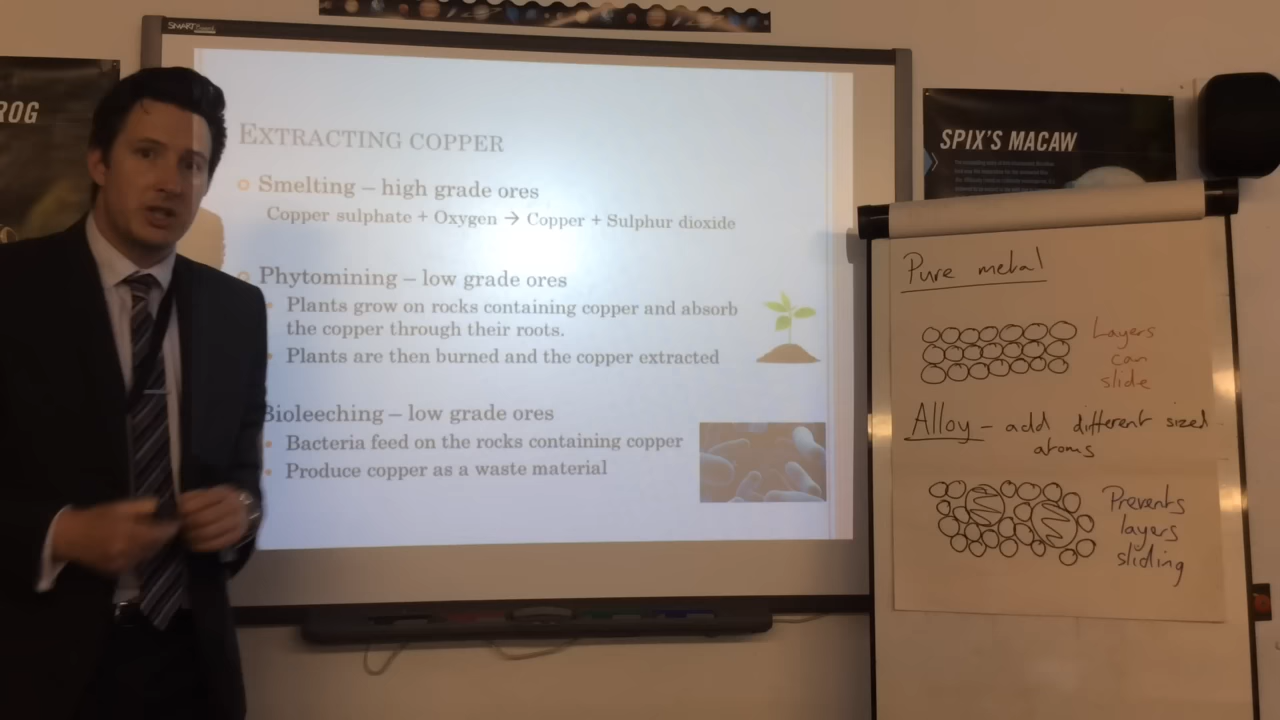 SMART
ROG
EXTRACTING COPPER
Smelting – high grade ores
Copper sulphate + Oxygen → Copper + Sulphur dioxide
Phytomining – low grade ores
Plants grow on rocks containing copper and absorb
the copper through their roots.
Plants are then burned and the copper extracted
Bioleeching – low grade ores
Bacteria feed on the rocks containing copper
Produce copper as a waste material
SPIX'S MACAW
Pure metal
Layers
can
slide
Alloy – add different sized
atoms
Prevents
layers
sliding